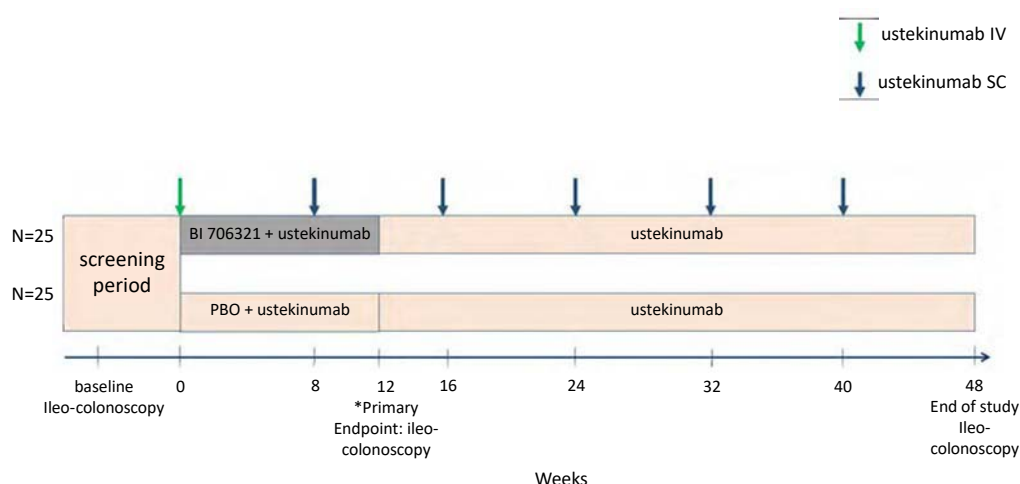 ustekinumab IV
ustekinumab SC
N=25
BI 706321 + ustekinumab
ustekinumab
screening
period
N=25
PBO + ustekinumab
ustekinumab
baseline
Ileo-colonoscopy
0
8
12
*Primary
Endpoint: ileo-
colonoscopy
16
24
32
40
48
End of study
Ileo-
colonoscopy
Weeks